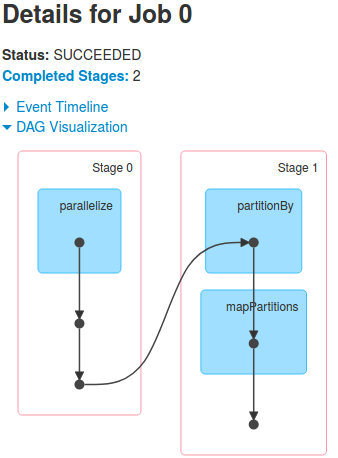 Details for Job 0
Status: SUCCEEDED
Completed Stages: 2
Event Timeline
DAG Visualization
Stage 0
Stage 1
parallelize
partitionBy
mapPartitions